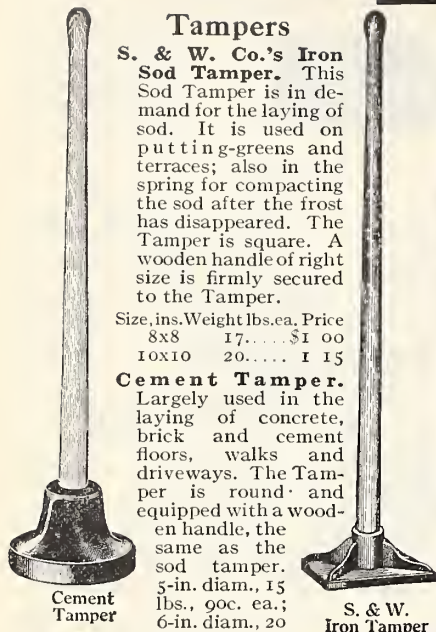 Tampers
S. & W. Co.'s Iron
Sod Tamper. This
Sod Tamper is in de-
mand for the laying of
sod. It is used on
putting-greens and
terraces; also in the
spring for compacting
the sod after the frost
has disappeared. The
Tamper is square. A
wooden handle of right
size is firmly secured
to the Tamper.
Size, ins. Weight lbs. ea. Price
8x8 17..... $1 00
10x10 20..... 1 15
Cement Tamper.
Largely used in the
laying of concrete,
brick and cement
floors, walks and
driveways. The Tam-
per is round and
equipped with a wood-
en handle, the
same as the
sod tamper.
5-in. diam., 15
lbs., 90c. ea.;
6-in. diam., 20
Cement
Tamper
S. & W.
Iron Tamper